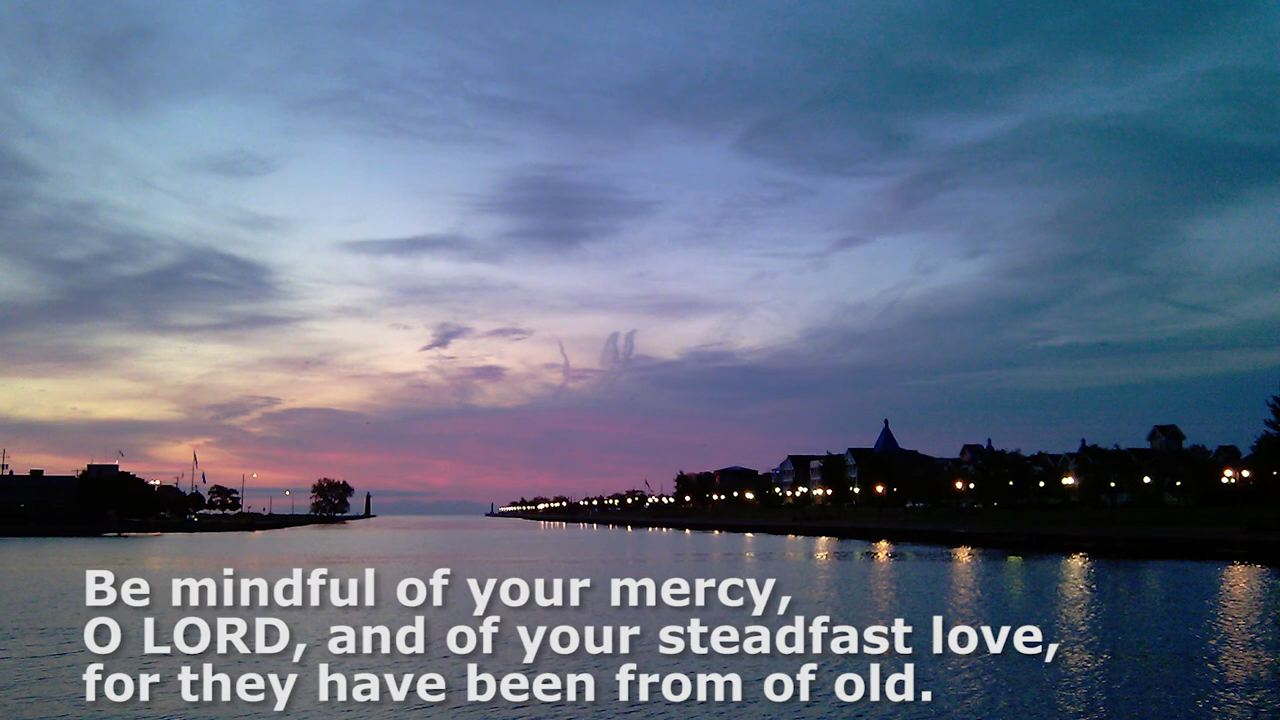 Be mindful of your mercy,
O LORD, and of your steadfast love,
for they have been from of old.